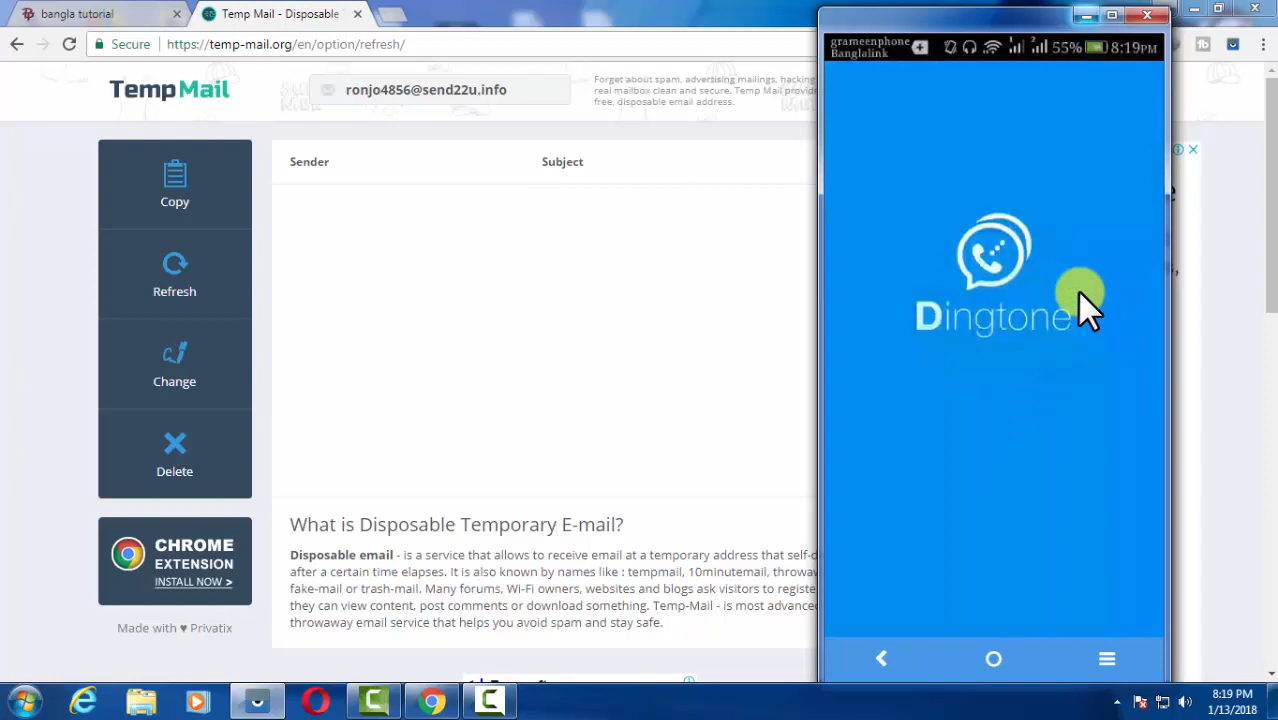 bangla tutorial
Temp Mail - Disposable
Secure
https://temp-mail.org/en/option/refresh/
TempMail
ronjo4856@send22u.info
Forget about spam, advertising mailings, hacking
real mailbox clean and secure. Temp Mail provi
free, disposable email address.
Copy
Refresh
Change
Delete
CHROME
EXTENSION
INSTALL NOW >
Made with ♥ Privatix
Sender Subject
What is Disposable Temporary E-mail?
Disposable email - is a service that allows to receive email at a temporary address that self-d
after a certain time elapses. It is also known by names like : tempmail, 10minutemail, throwaw
fake-mail or trash-mail. Many forums, Wi-Fi owners, websites and blogs ask visitors to register
they can view content, post comments or download something. Temp-Mail - is most advanced
throwaway email service that helps you avoid spam and stay safe.
grameenphone
Banglalink
55% 8:19PM
Dingtone
8:19 PM
1/13/2018